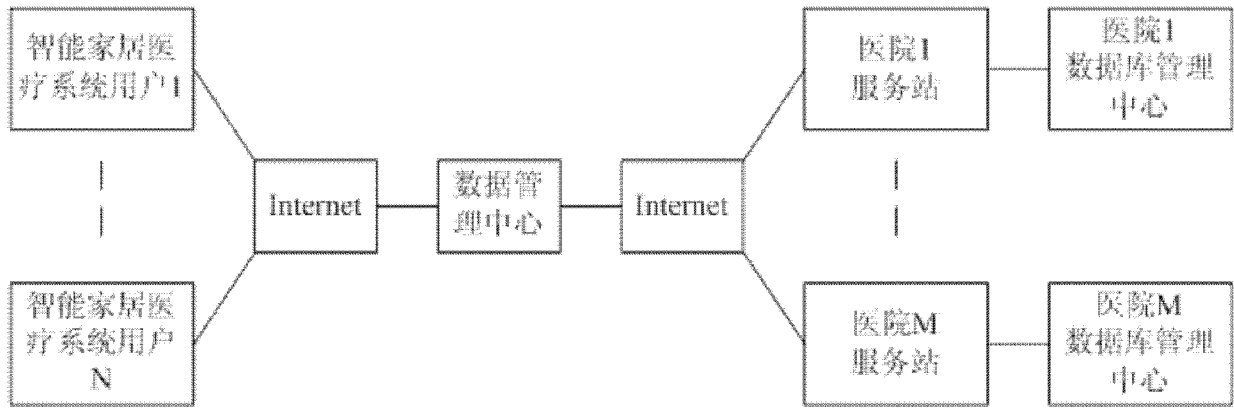 智能家居医
疗系统用户1
智能家居医
疗系统用户
N
Internet
数据管
理中心
Internet
医院1
服务站
医院1
数据库管理
中心
医院M
服务站
医院M
数据库管理
中心